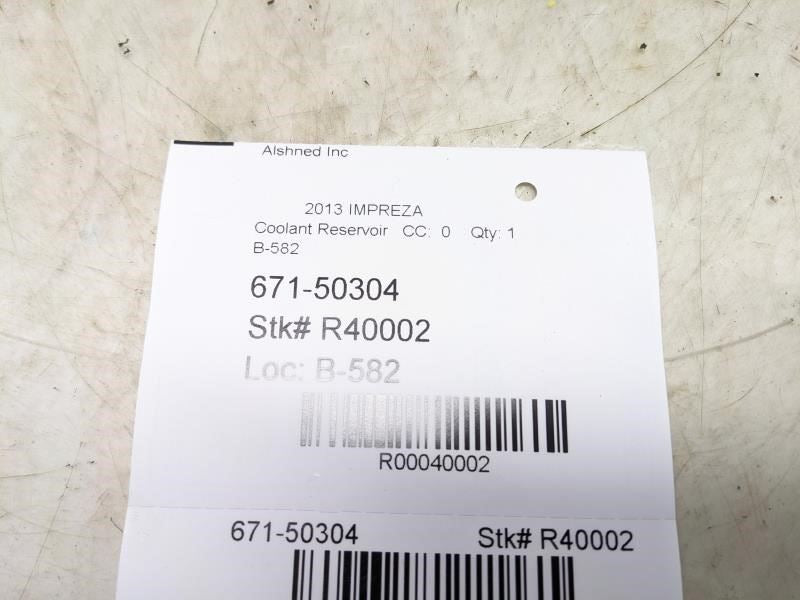 Alshned Inc
2013 IMPREZA
Coolant Reservoir CC: 0 Qty: 1
B-582
671-50304
Stk# R40002
Loc: B-582
R00040002
671-50304 Stk# R40002